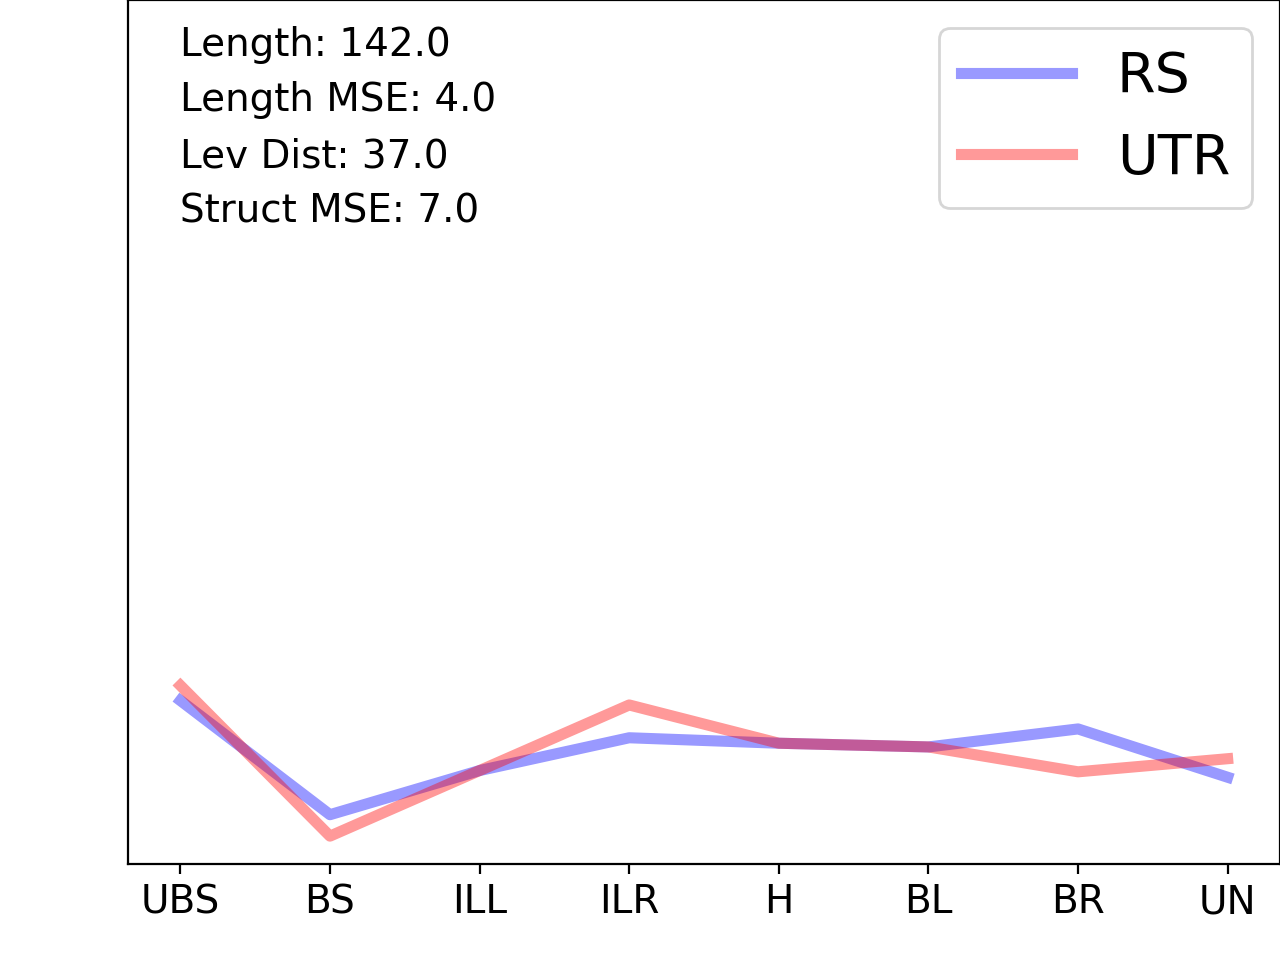 Length: 142.0
Length MSE: 4.0
Lev Dist: 37.0
Struct MSE: 7.0
RS
UTR
UBS BS ILL ILR H BL BR UN